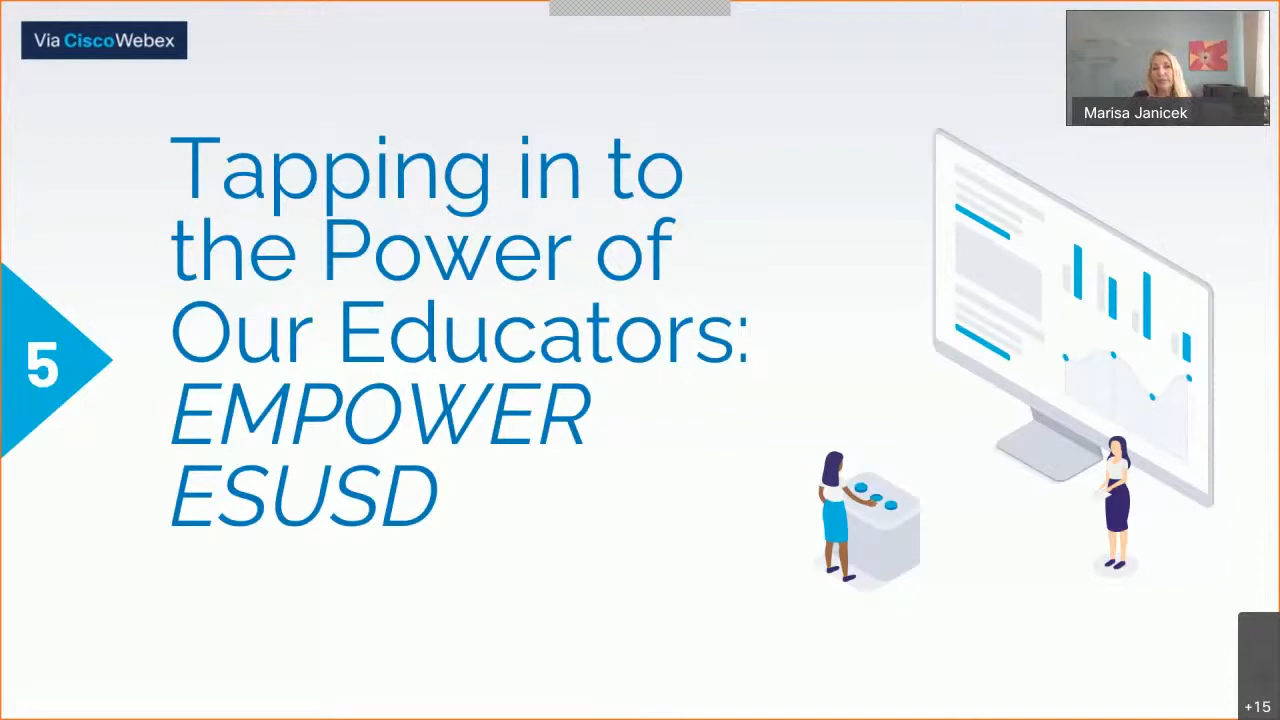 Via CiscoWebex
Marisa Janicek
Tapping in to
the Power of
Our Educators:
EMPOWER
ESUSD
5
+15